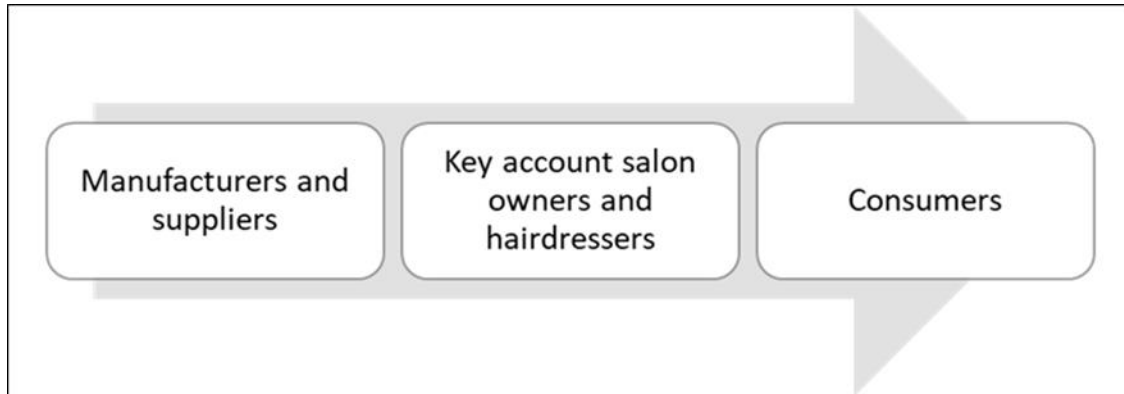 Manufacturers and
suppliers
Key account salon
owners and
hairdressers
Consumers